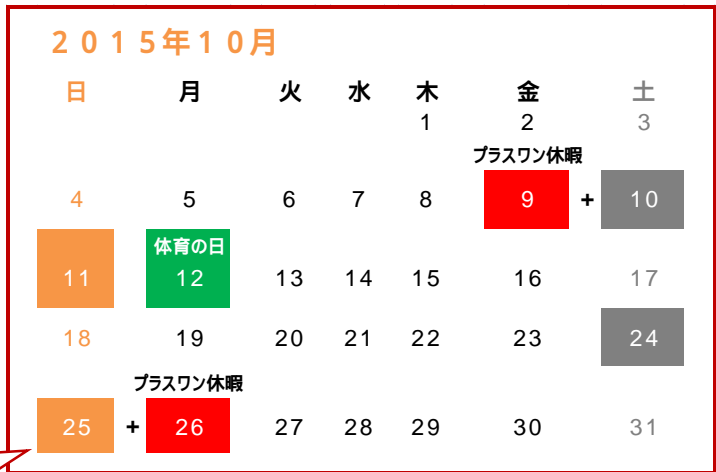 ２０１５年１０月
日 月 火 水 木 金 土
1 2 3
プラスワン休暇
4 5 6 7 8 9 + 10
体育の日
11 12 13 14 15 16 17
18 19 20 21 22 23 24
プラスワン休暇
25 + 26 27 28 29 30 31